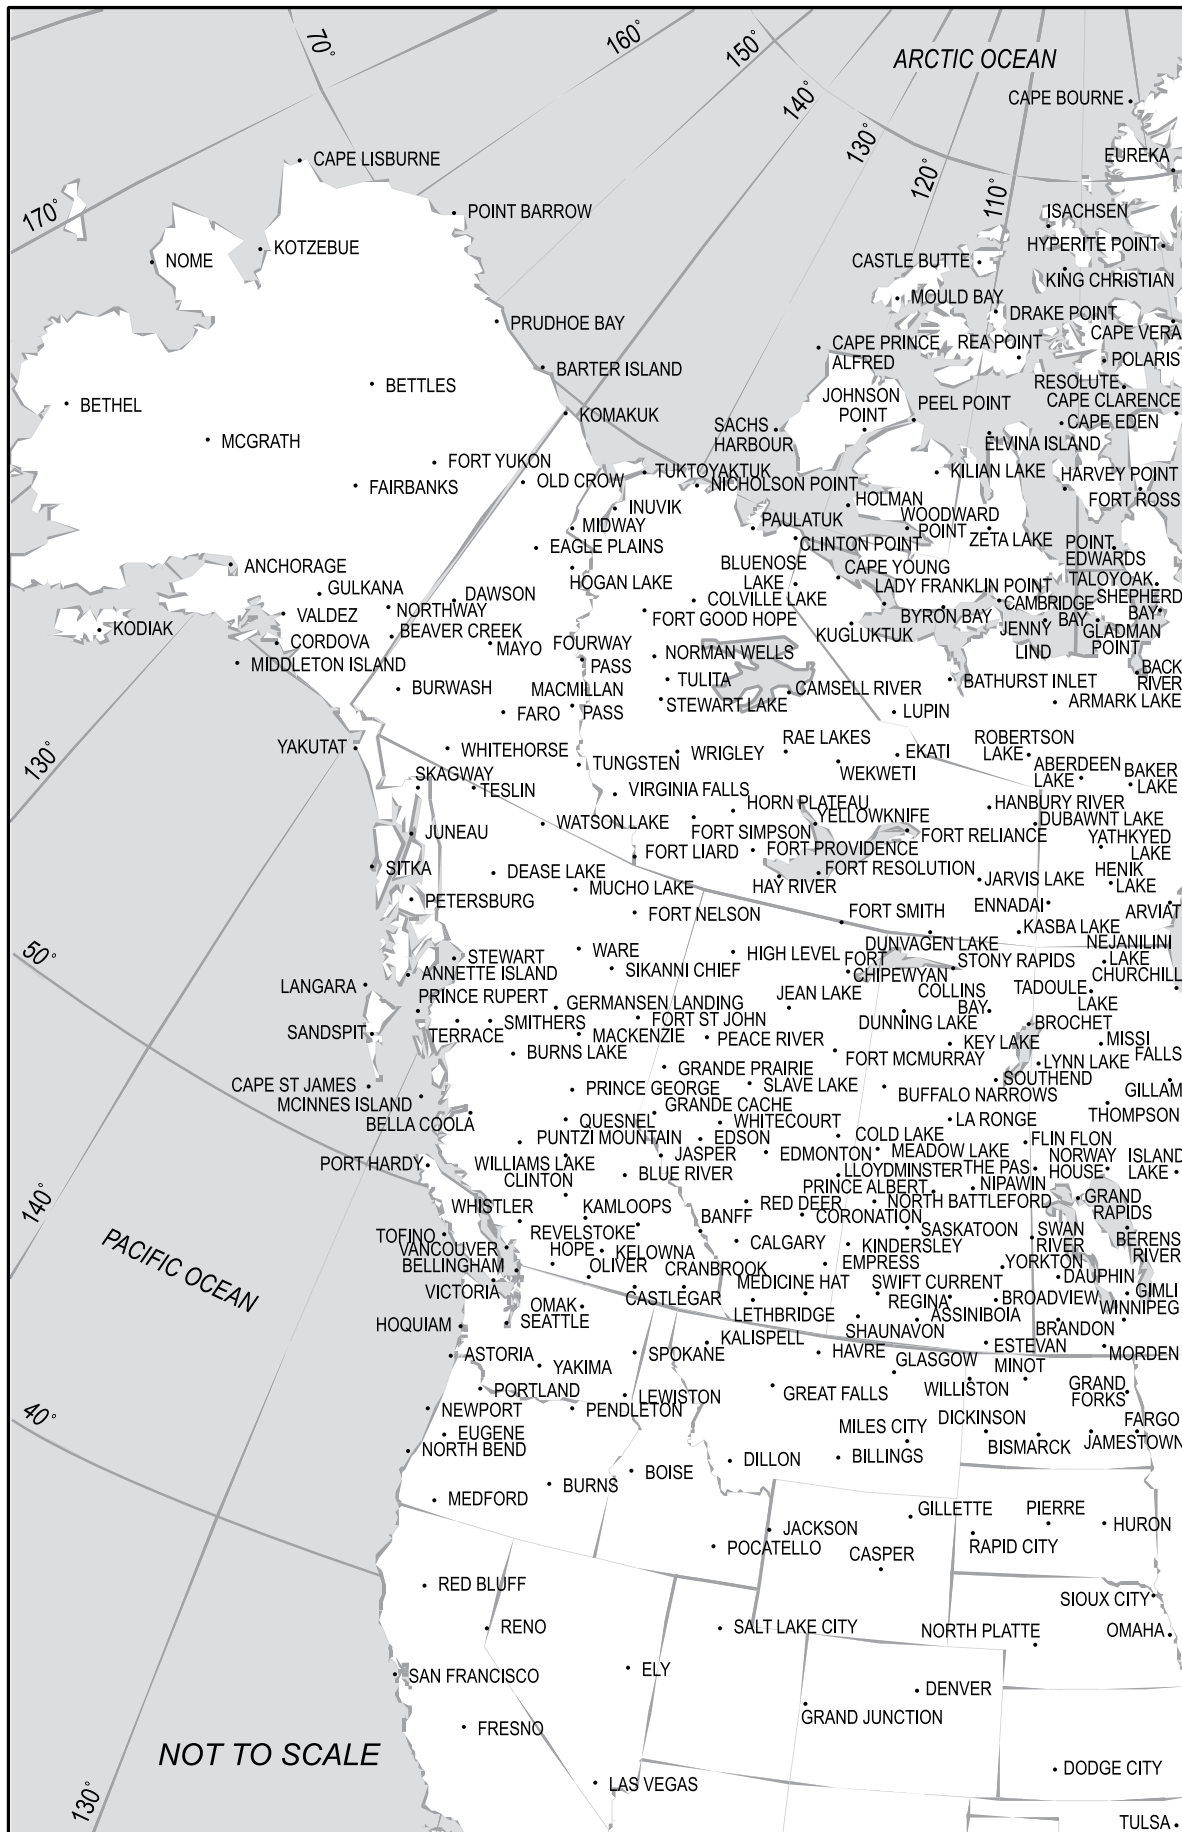 70°
160°
150°
ARCTIC OCEAN
140°
CAPE BOURNE
130°
EUREKA
CAPE LISBURNE
120°
110°
170°
POINT BARROW
ISACHSEN
HYPERITE POINT
KOTZEBUE
NOME
CASTLE BUTTE
KING CHRISTIAN
MOULD BAY
DRAKE POINT
PRUDHOE BAY
CAPE VERA
CAPE PRINCE
ALFRED
REA POINT
POLARIS
BARTER ISLAND
BETTLES
RESOLUTE
JOHNSON
POINT
PEEL POINT
CAPE CLARENCE
BETHEL
KOMAKUK
SACHS
HARBOUR
CAPE EDEN
ELVINA ISLAND
MCGRATH
FORT YUKON
TUKTOYAKTUK
KILIAN LAKE
HARVEY POINT
FAIRBANKS
OLD CROW
NICHOLSON POINT
FORT ROSS
HOLMAN
INUVIK
WOODWARD
POINT
MIDWAY
PAULATUK
ZETA LAKE
EAGLE PLAINS
CLINTON POINT
POINT
EDWARDS
ANCHORAGE
BLUENOSE
LAKE
CAPE YOUNG
HOGAN LAKE
LADY FRANKLIN POINT
TALOYOAK
GULKANA
DAWSON
COLVILLE LAKE
SHEPHERD
BAY
VALDEZ
NORTHWAY
FORT GOOD HOPE
BYRON BAY
CAMBRIDGE
BAY
KODIAK
CORDOVA
BEAVER CREEK
KUGLUKTUK
JENNY
LIND
GLADMAN
POINT
MAYO
FOURWAY
PASS
NORMAN WELLS
MIDDLETON ISLAND
BACK
RIVER
TULITA
BURWASH
MACMILLAN
PASS
CAMSELL RIVER
BATHURST INLET
STEWART LAKE
ARMARK LAKE
FARO
LUPIN
130°
YAKUTAT
WHITEHORSE
WRIGLEY
RAE LAKES
EKATI
ROBERTSON
LAKE
TUNGSTEN
WEKWETI
ABERDEEN
LAKE
BAKER
LAKE
SKAGWAY
TESLIN
VIRGINIA FALLS
HORN PLATEAU
HANBURY RIVER
WATSON LAKE
YELLOWKNIFE
DUBAWNT LAKE
JUNEAU
FORT SIMPSON
FORT RELIANCE
YATHKYED
LAKE
FORT LIARD
FORT PROVIDENCE
SITKA
DEASE LAKE
FORT RESOLUTION
HENIK
LAKE
MUCHO LAKE
HAY RIVER
JARVIS LAKE
PETERSBURG
FORT NELSON
FORT SMITH
ENNADAI
ARVIAT
KASBA LAKE
50°
STEWART
WARE
HIGH LEVEL
DUNVAGEN LAKE
NEJANILINI
LAKE
ANNETTE ISLAND
SIKANNI CHIEF
FORT
CHIPEWYAN
STONY RAPIDS
CHURCHILL
LANGARA
PRINCE RUPERT
GERMANSEN LANDING
JEAN LAKE
COLLINS
BAY
TADOULE
LAKE
TERRACE
SMITHERS
FORT ST JOHN
DUNNING LAKE
BROCHET
SANDSPIT
MACKENZIE
PEACE RIVER
KEY LAKE
MISSI
FALLS
BURNS LAKE
FORT MCMURRAY
LYNN LAKE
GRANDE PRAIRIE
CAPE ST JAMES
PRINCE GEORGE
SLAVE LAKE
SOUTHEND
MCINNES ISLAND
BUFFALO NARROWS
GILLAM
GRANDE CACHE
THOMPSON
BELLA COOLA
QUESNEL
WHITECOURT
LA RONGE
PUNTZI MOUNTAIN
EDSON
COLD LAKE
FLIN FLON
JASPER
EDMONTON
MEADOW LAKE
PORT HARDY
WILLIAMS LAKE
BLUE RIVER
LLOYDMINSTER
THE PAS
NORWAY
HOUSE
ISLAND
LAKE
CLINTON
PRINCE ALBERT
NIPAWIN
140°
WHISTLER
KAMLOOPS
RED DEER
NORTH BATTLEFORD
GRAND
RAPIDS
BANFF
CORONATION
TOFINO
REVELSTOKE
SASKATOON
SWAN
RIVER
BERENS
RIVER
PACIFIC OCEAN
VANCOUVER
HOPE
KELOWNA
CALGARY
KINDERSLEY
BELLINGHAM
OLIVER
CRANBROOK
EMPRESS
YORKTON
VICTORIA
MEDICINE HAT
SWIFT CURRENT
DAUPHIN
GIMLI
OMAK
CASTLEGAR
LETHBRIDGE
REGINA
BROADVIEW
WINNIPEG
HOQUIAM
SEATTLE
ASSINIBOIA
SHAUNAVON
BRANDON
KALISPELL
ESTEVAN
ASTORIA
SPOKANE
HAVRE
MORDEN
YAKIMA
GLASGOW
MINOT
PORTLAND
LEWISTON
GREAT FALLS
WILLISTON
GRAND
FORKS
40°
NEWPORT
PENDLETON
MILES CITY
DICKINSON
FARGO
EUGENE
BISMARCK
JAMESTOWN
NORTH BEND
DILLON
BILLINGS
BOISE
BURNS
MEDFORD
GILLETTE
PIERRE
JACKSON
HURON
POCATELLO
CASPER
RAPID CITY
RED BLUFF
SIOUX CITY
RENO
SALT LAKE CITY
NORTH PLATTE
OMAHA
SAN FRANCISCO
ELY
DENVER
FRESNO
GRAND JUNCTION
NOT TO SCALE
DODGE CITY
LAS VEGAS
130°
TULSA